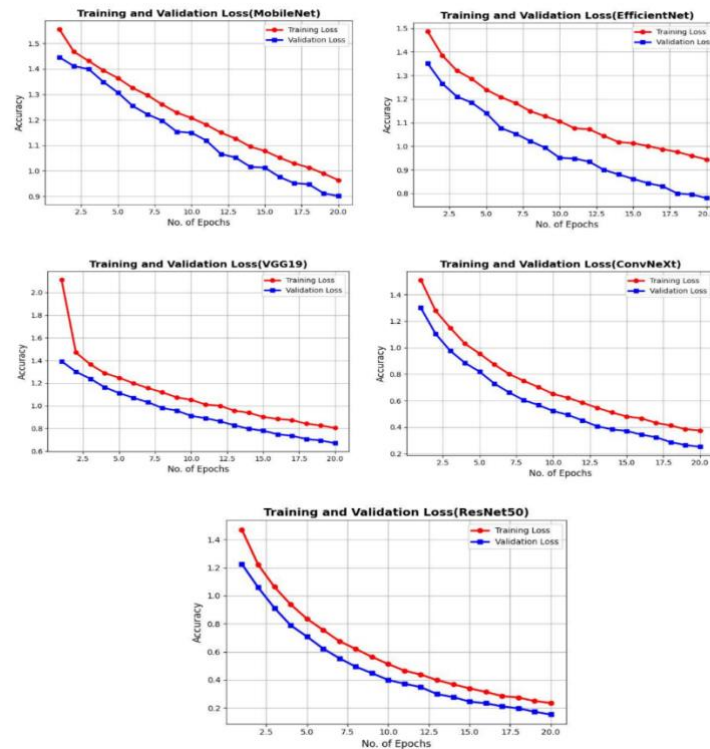 Training and Validation Loss(MobileNet)
Training Loss
Validation Loss
Accuracy
1.5
1.4
1.3
1.2
1.1
1.0
0.9
2.5 5.0 7.5 10.0 12.5 15.0 17.5 20.0
No. of Epochs
Training and Validation Loss(EfficientNet)
Training Loss
Validation Loss
Accuracy
1.5
1.4
1.3
1.2
1.1
1.0
0.9
0.8
2.5 5.0 7.5 10.0 12.5 15.0 17.5 20.0
No. of Epochs
Training and Validation Loss(VGG19)
Training Loss
Validation Loss
Accuracy
2.0
1.8
1.6
1.4
1.2
1.0
0.8
0.6
2.5 5.0 7.5 10.0 12.5 15.0 17.5 20.0
No. of Epochs
Training and Validation Loss(ConvNeXt)
Training Loss
Validation Loss
Accuracy
1.4
1.2
1.0
0.8
0.6
0.4
0.2
2.5 5.0 7.5 10.0 12.5 15.0 17.5 20.0
No. of Epochs
Training and Validation Loss(ResNet50)
Training Loss
Validation Loss
Accuracy
1.4
1.2
1.0
0.8
0.6
0.4
0.2
2.5 5.0 7.5 10.0 12.5 15.0 17.5 20.0
No. of Epochs